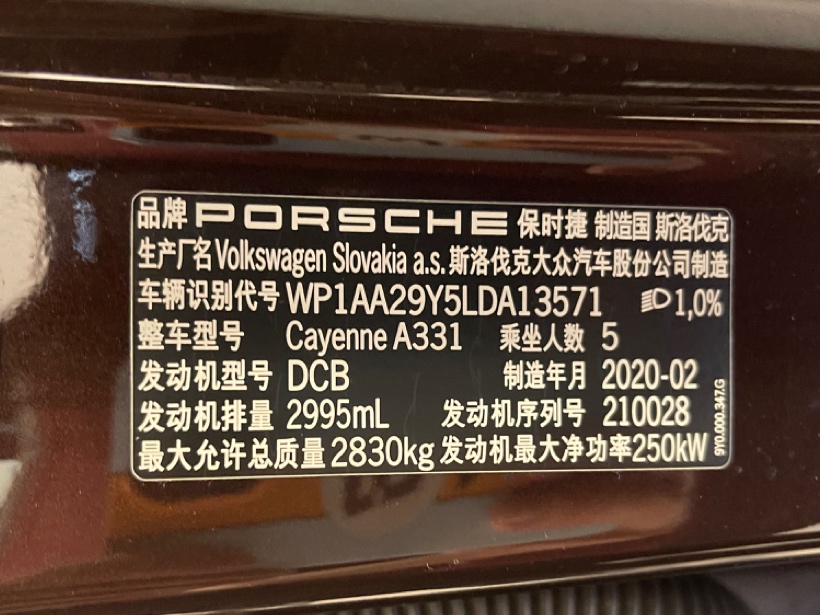 品牌 PORSCHE 保时捷 制造国 斯洛伐克
生产厂名 Volkswagen Slovakia a.s. 斯洛伐克大众汽车股份公司制造
车辆识别代号 WP1AA29Y5LDA13571 1,0%
整车型号 Cayenne A331 乘坐人数 5
发动机型号 DCB 制造年月 2020-02
发动机排量 2995mL 发动机序列号 210028
最大允许总质量 2830kg 发动机最大净功率 250kW
9Y0.000.347.G